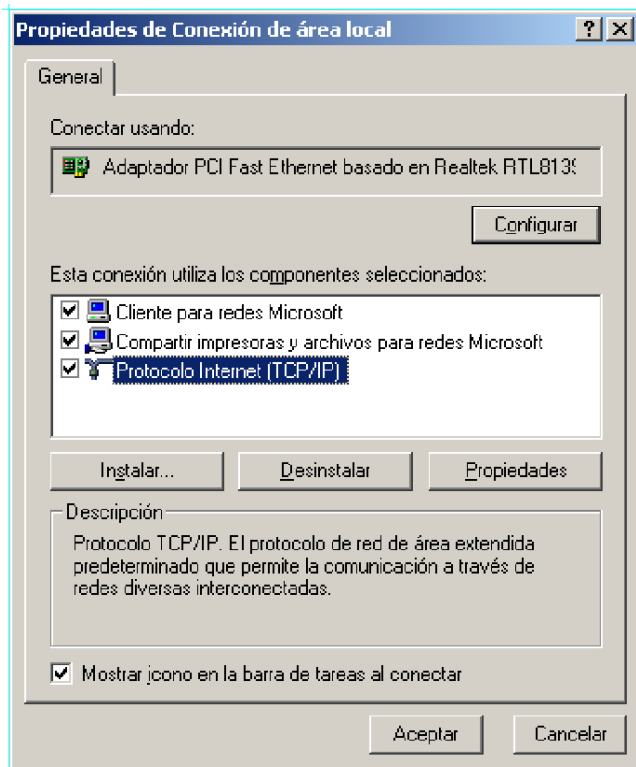 Propiedades de Conexión de área local
General
Conectar usando:
Adaptador PCI Fast Ethernet basado en Realtek RTL813
Configurar
Esta conexión utiliza los componentes seleccionados:
Cliente para redes Microsoft
Compartir impresoras y archivos para redes Microsoft
Protocolo Internet (TCP/IP)
Instalar... Desinstalar Propiedades
Descripción
Protocolo TCP/IP. El protocolo de red de área extendida
predeterminado que permite la comunicación a través de
redes diversas interconectadas.
Mostrar icono en la barra de tareas al conectar
Aceptar Cancelar